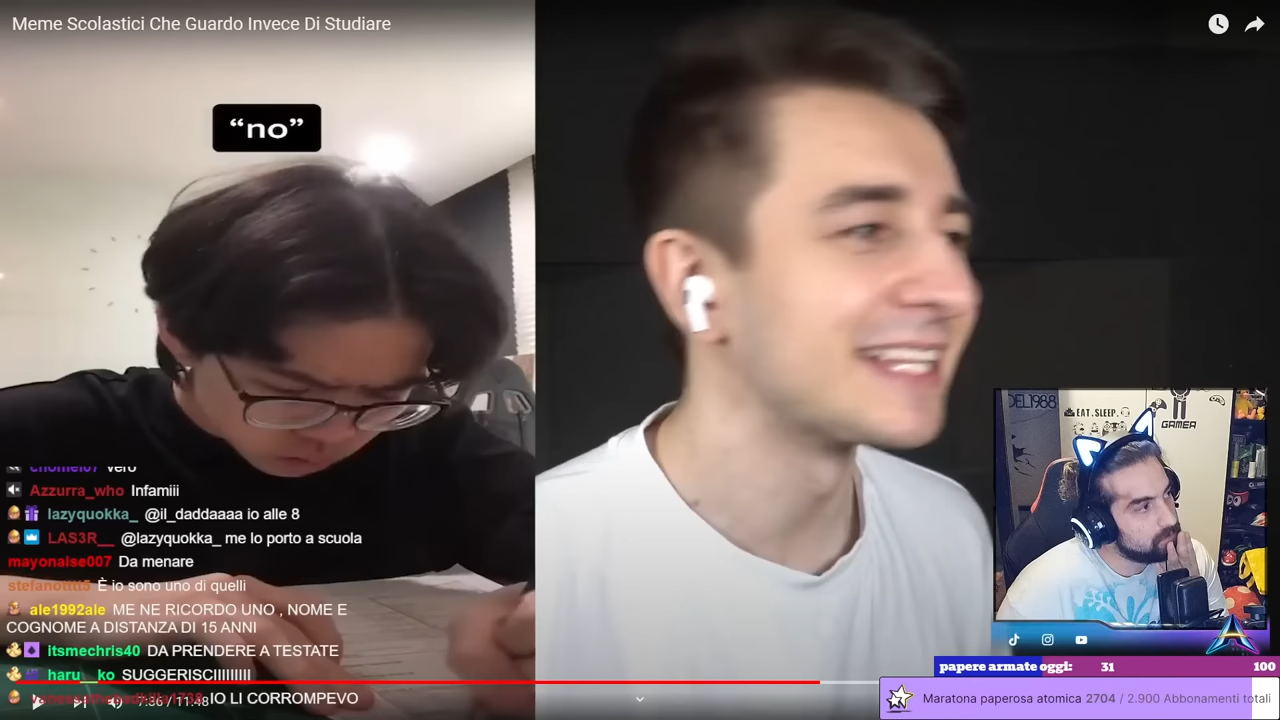 Meme Scolastici Che Guardo Invece Di Studiare
“no”
DEL1988
EAT.SLEEP.
GAMER
chomel07 vero
Azzurra_who Infamiii
lazyquokka_ @il_daddaaaa io alle 8
LAS3R__ @lazyquokka_ me lo porto a scuola
mayonaise007 Da menare
È io sono uno di quelli
ale1992ale ME NE RICORDO UNO , NOME E
COGNOME A DISTANZA DI 15 ANNI
itsmechris40 DA PRENDERE A TESTATE
haru__ko SUGGERISCIIIIIIIII
IO LI CORROMPEVO
7:36 / 11:48
papere armate oggi: 31 100
Maratona paperosa atomica 2704 / 2.900 Abbonamenti totali